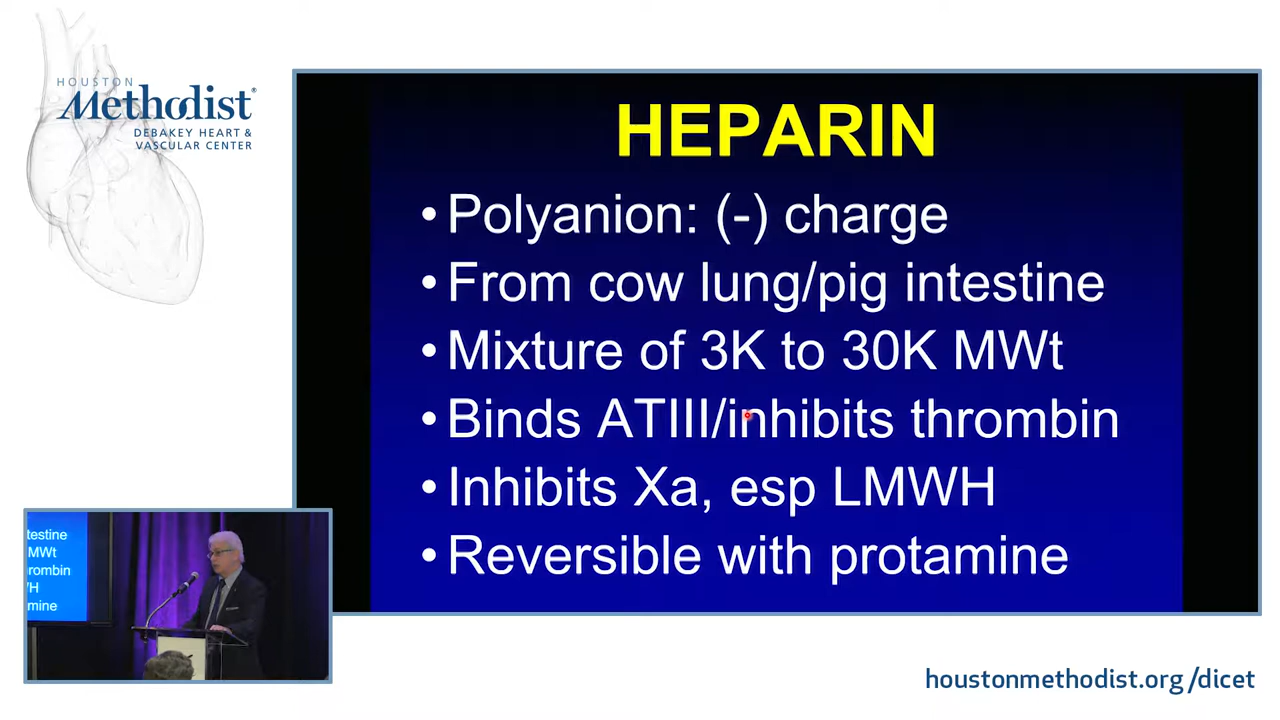 HOUSTON
Methodist®
DEBAKEY HEART &
VASCULAR CENTER
HEPARIN
• Polyanion: (-) charge
• From cow lung/pig intestine
• Mixture of 3K to 30K MWt
• Binds ATIII/inhibits thrombin
• Inhibits Xa, esp LMWH
• Reversible with protamine
testine
MWt
rombin
H
mine
houstonmethodist.org/dicet